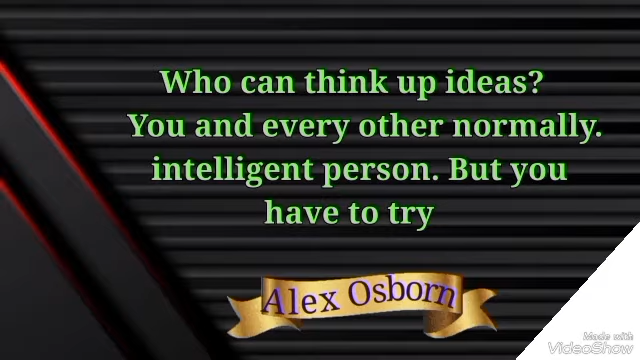 Who can think up ideas?
You and every other normally.
intelligent person. But you
have to try
Alex Osborn
Made with
VideoShow